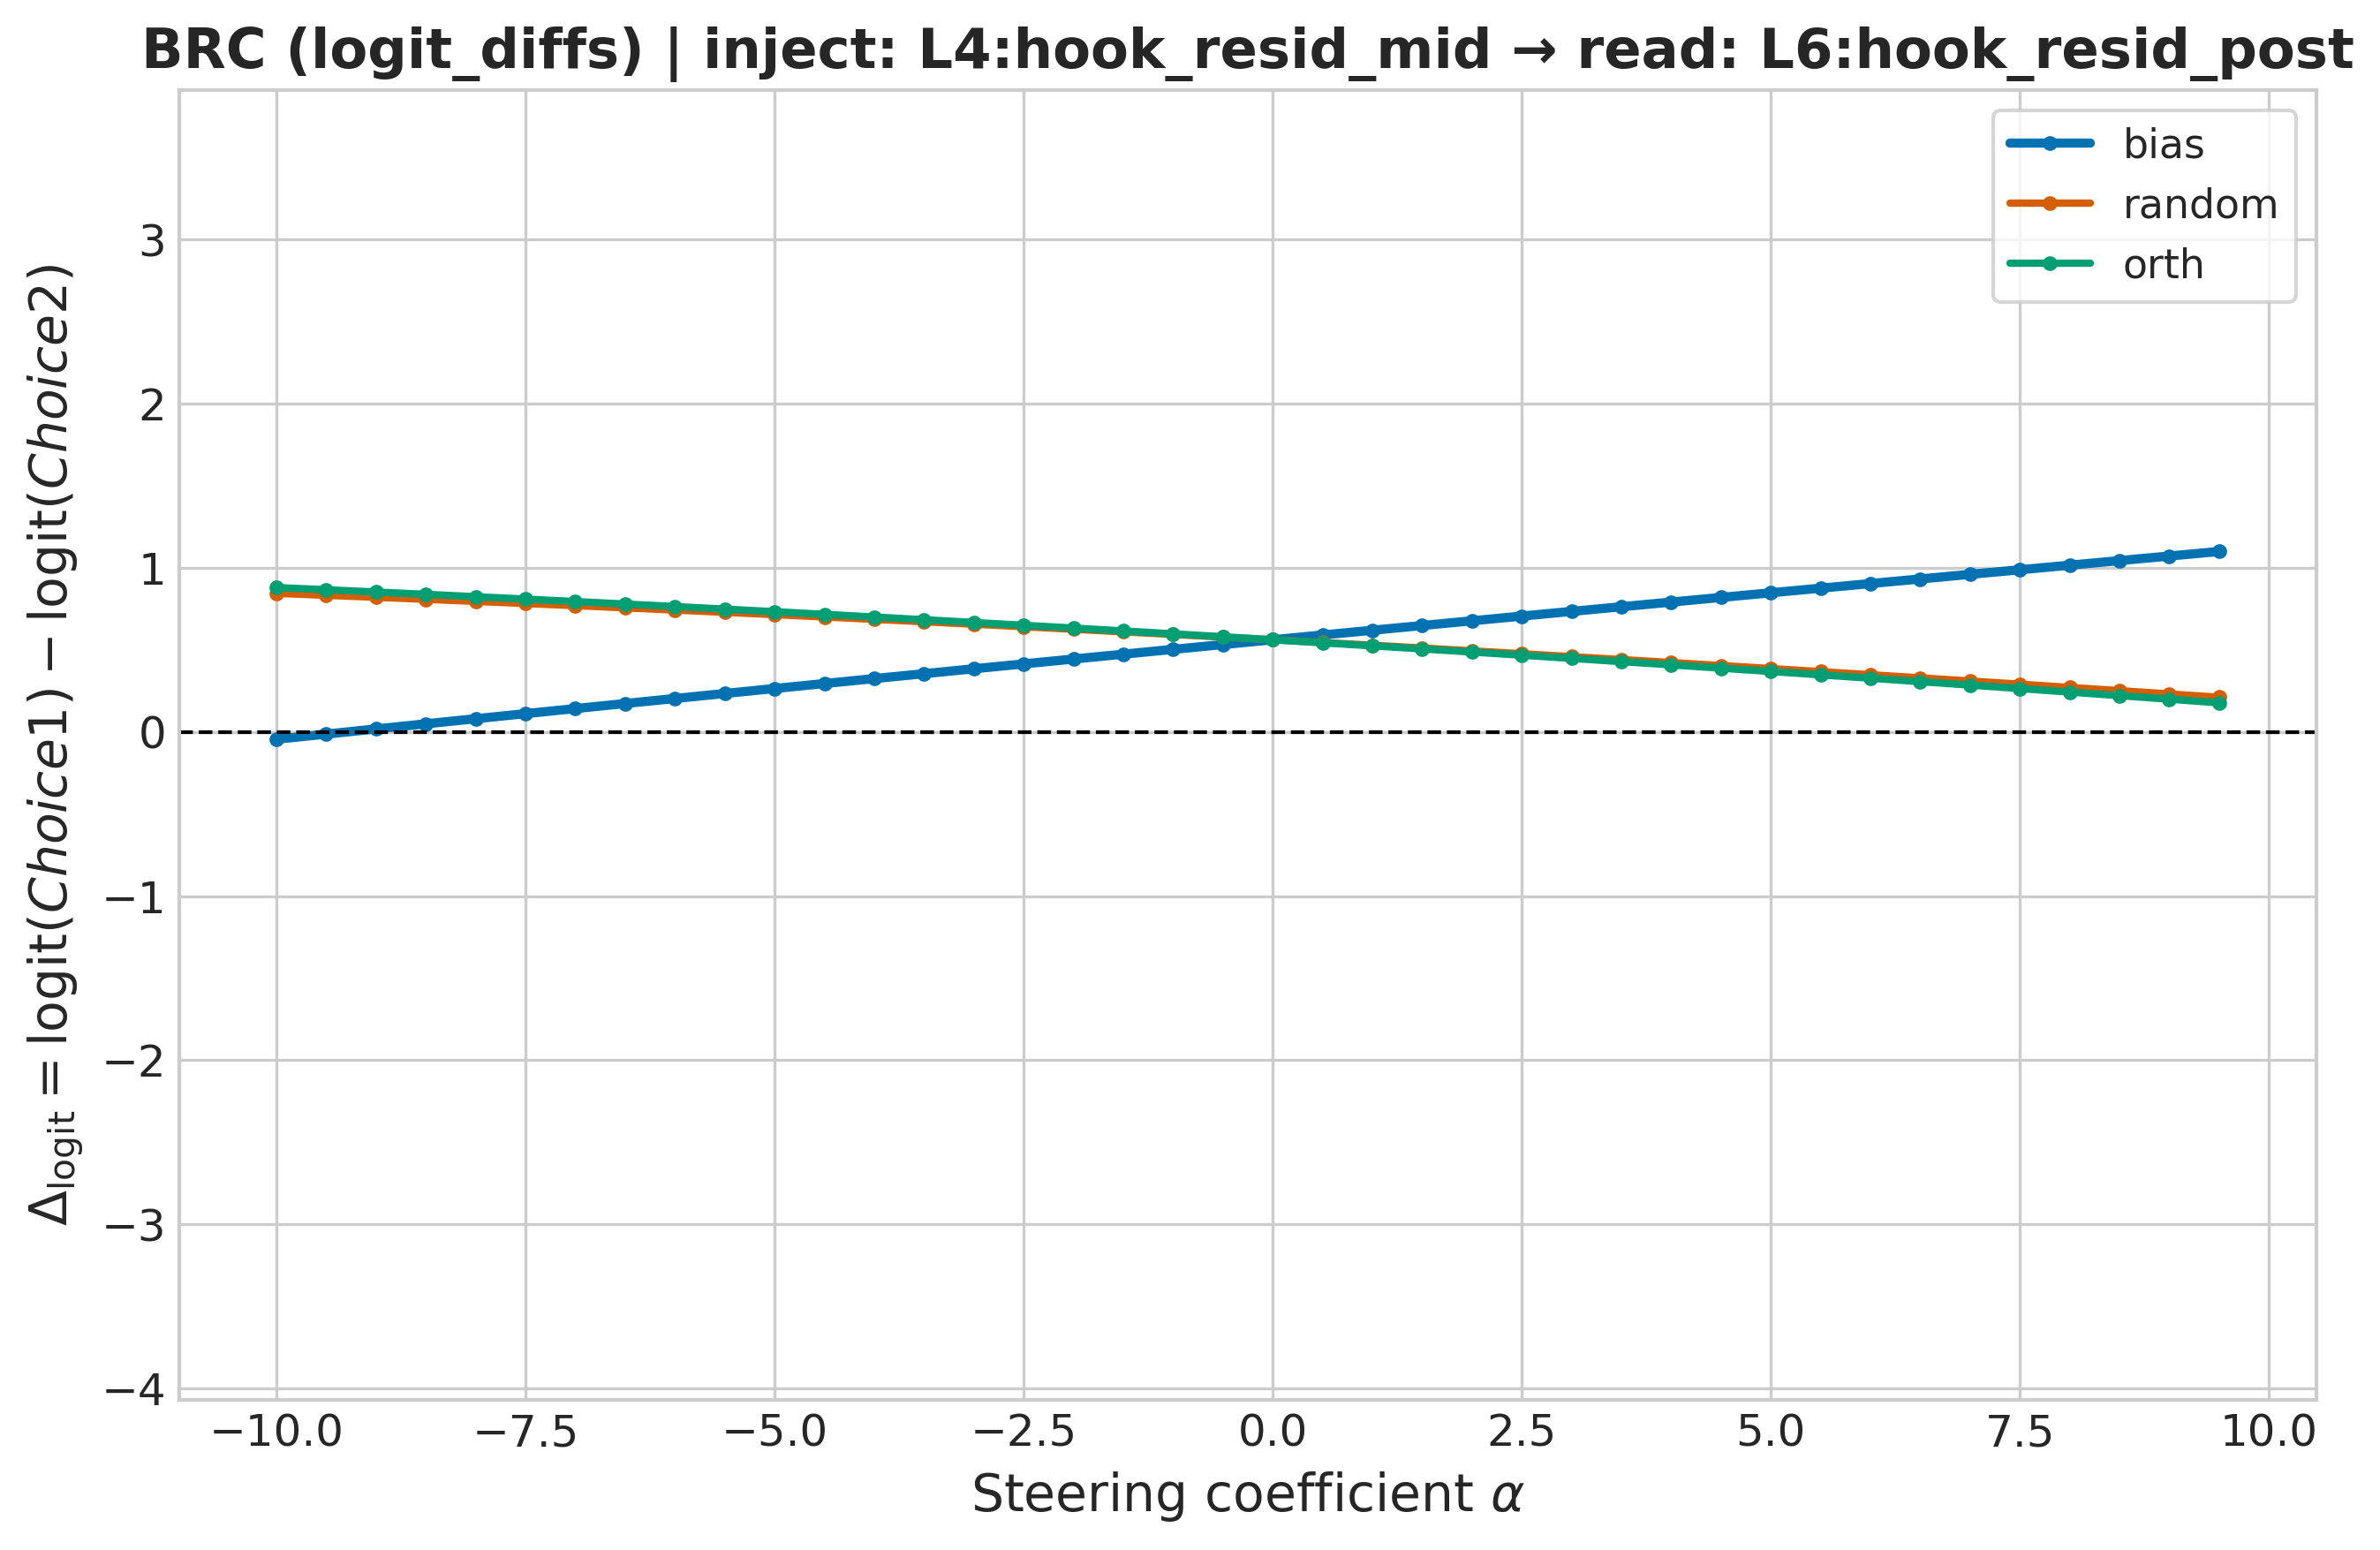 BRC (logit_diffs) | inject: L4:hook_resid_mid → read: L6:hook_resid_post
bias
random
orth
Δlogit = logit(Choice1) − logit(Choice2)
3
2
1
0
−1
−2
−3
−4
−10.0 −7.5 −5.0 −2.5 0.0 2.5 5.0 7.5 10.0
Steering coefficient α